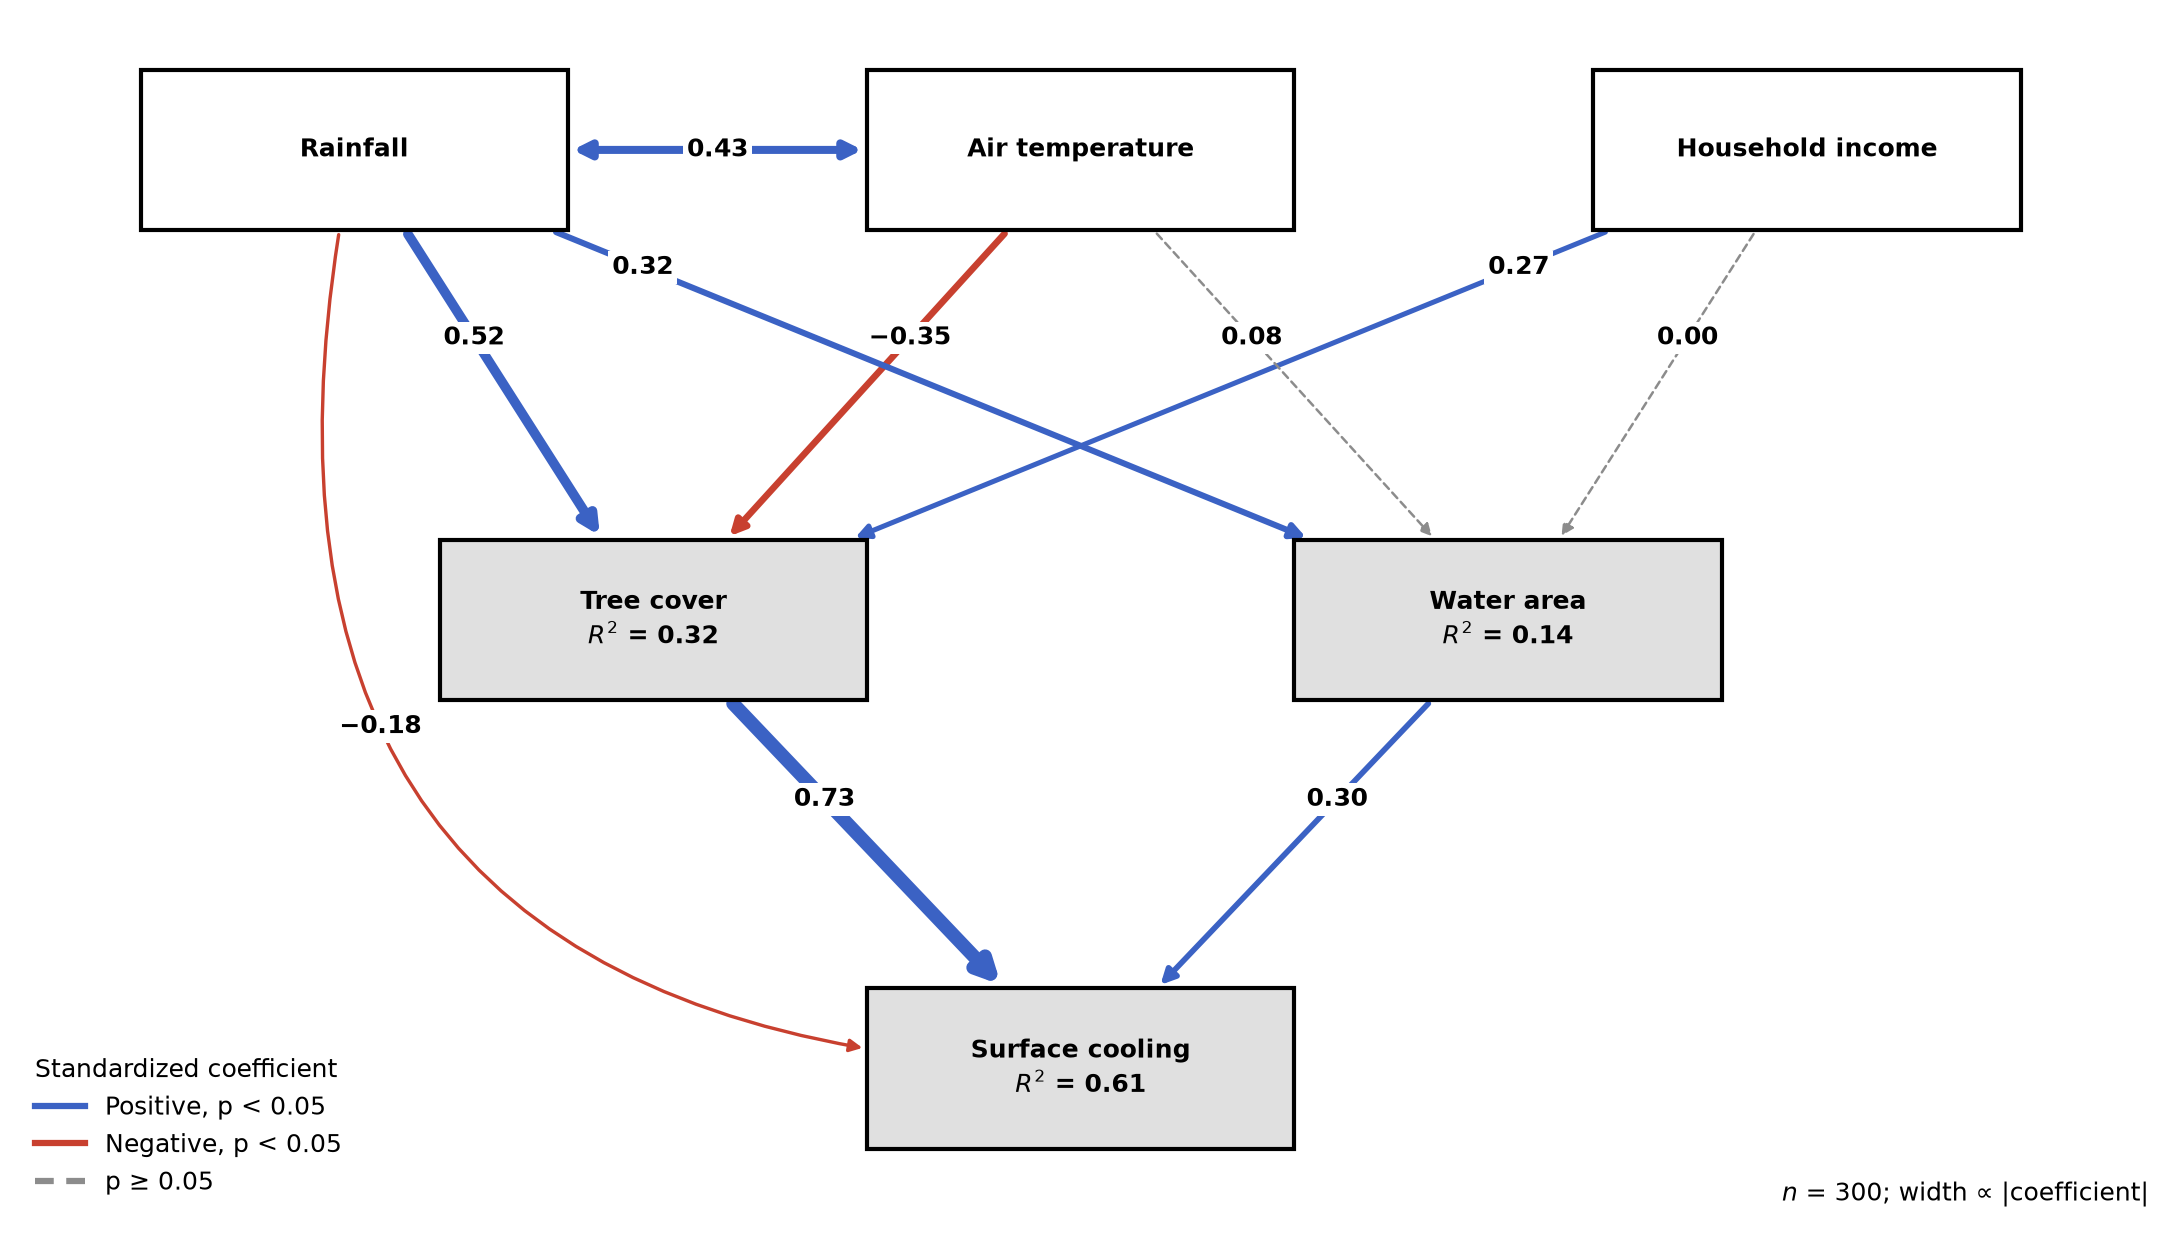 Rainfall
0.43
Air temperature
Household income
0.32
0.27
0.52
−0.35
0.08
0.00
Tree cover
R² = 0.32
Water area
R² = 0.14
−0.18
0.73
0.30
Surface cooling
R² = 0.61
Standardized coefficient
Positive, p < 0.05
Negative, p < 0.05
p ≥ 0.05
n = 300; width ∝ |coefficient|